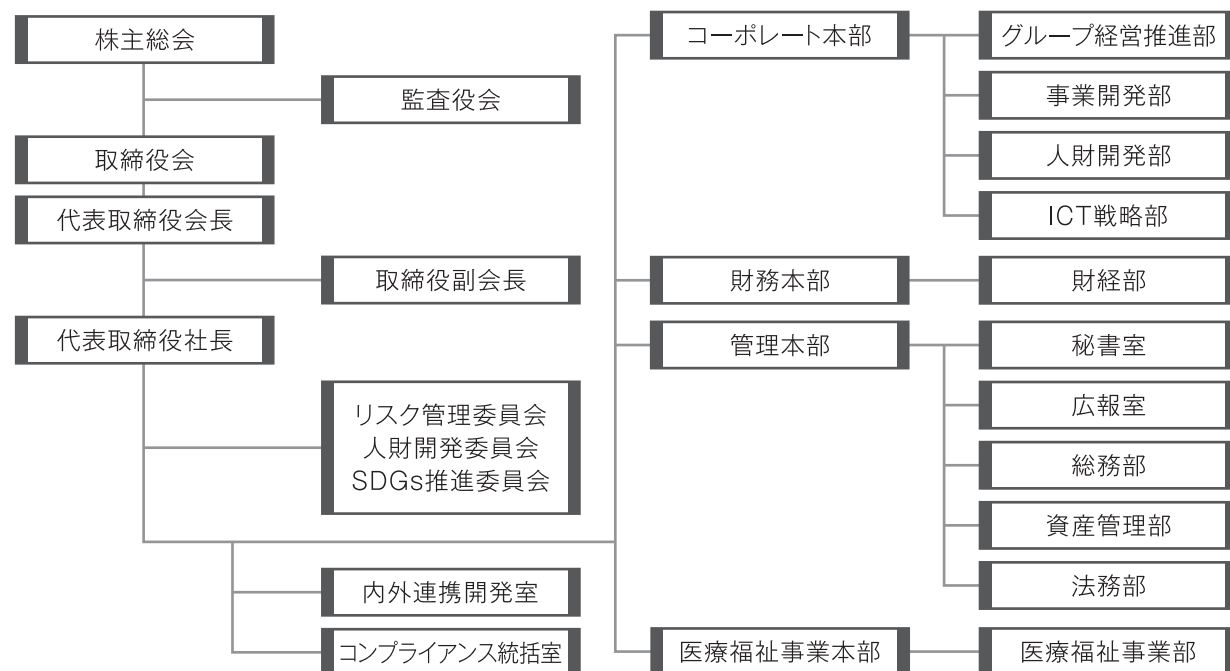 株主総会
監査役会
取締役会
代表取締役会長
取締役副会長
代表取締役社長
リスク管理委員会
人財開発委員会
SDGs推進委員会
内外連携開発室
コンプライアンス統括室
コーポレート本部
グループ経営推進部
事業開発部
人財開発部
ICT戦略部
財務本部
財経部
管理本部
秘書室
広報室
総務部
資産管理部
法務部
医療福祉事業本部
医療福祉事業部